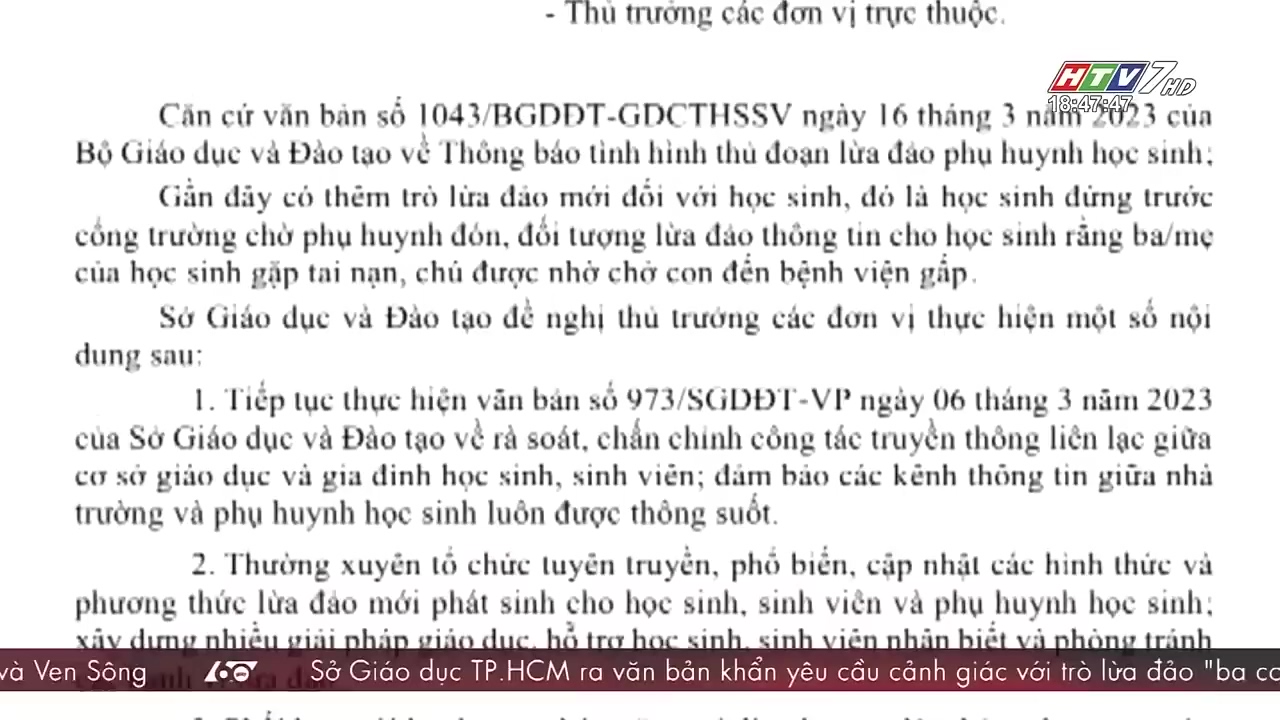 - Thủ trưởng các đơn vị trực thuộc.
HTV7 HD
18:47:47
Căn cứ văn bản số 1043/BGDĐT-GDCTHSSV ngày 16 tháng 3 năm 2023 của
Bộ Giáo dục và Đào tạo về Thông báo tình hình thủ đoạn lừa đảo phụ huynh học sinh;
Gần đây có thêm trò lừa đảo mới đối với học sinh, đó là học sinh đứng trước
cổng trường chờ phụ huynh đón, đối tượng lừa đảo thông tin cho học sinh rằng ba/mẹ
của học sinh gặp tai nạn, chú được nhờ chở con đến bệnh viện gấp.
Sở Giáo dục và Đào tạo đề nghị thủ trưởng các đơn vị thực hiện một số nội
dung sau:
1. Tiếp tục thực hiện văn bản số 973/SGDĐT-VP ngày 06 tháng 3 năm 2023
của Sở Giáo dục và Đào tạo về rà soát, chấn chỉnh công tác truyền thông liên lạc giữa
cơ sở giáo dục và gia đình học sinh, sinh viên; đảm bảo các kênh thông tin giữa nhà
trường và phụ huynh học sinh luôn được thông suốt.
2. Thường xuyên tổ chức tuyên truyền, phổ biến, cập nhật các hình thức và
phương thức lừa đảo mới phát sinh cho học sinh, sinh viên và phụ huynh học sinh;
xây dựng nhiều giải pháp giáo dục, hỗ trợ học sinh, sinh viên nhận biết và phòng tránh
và Ven Sông
Sở Giáo dục TP.HCM ra văn bản khẩn yêu cầu cảnh giác với trò lừa đảo "ba